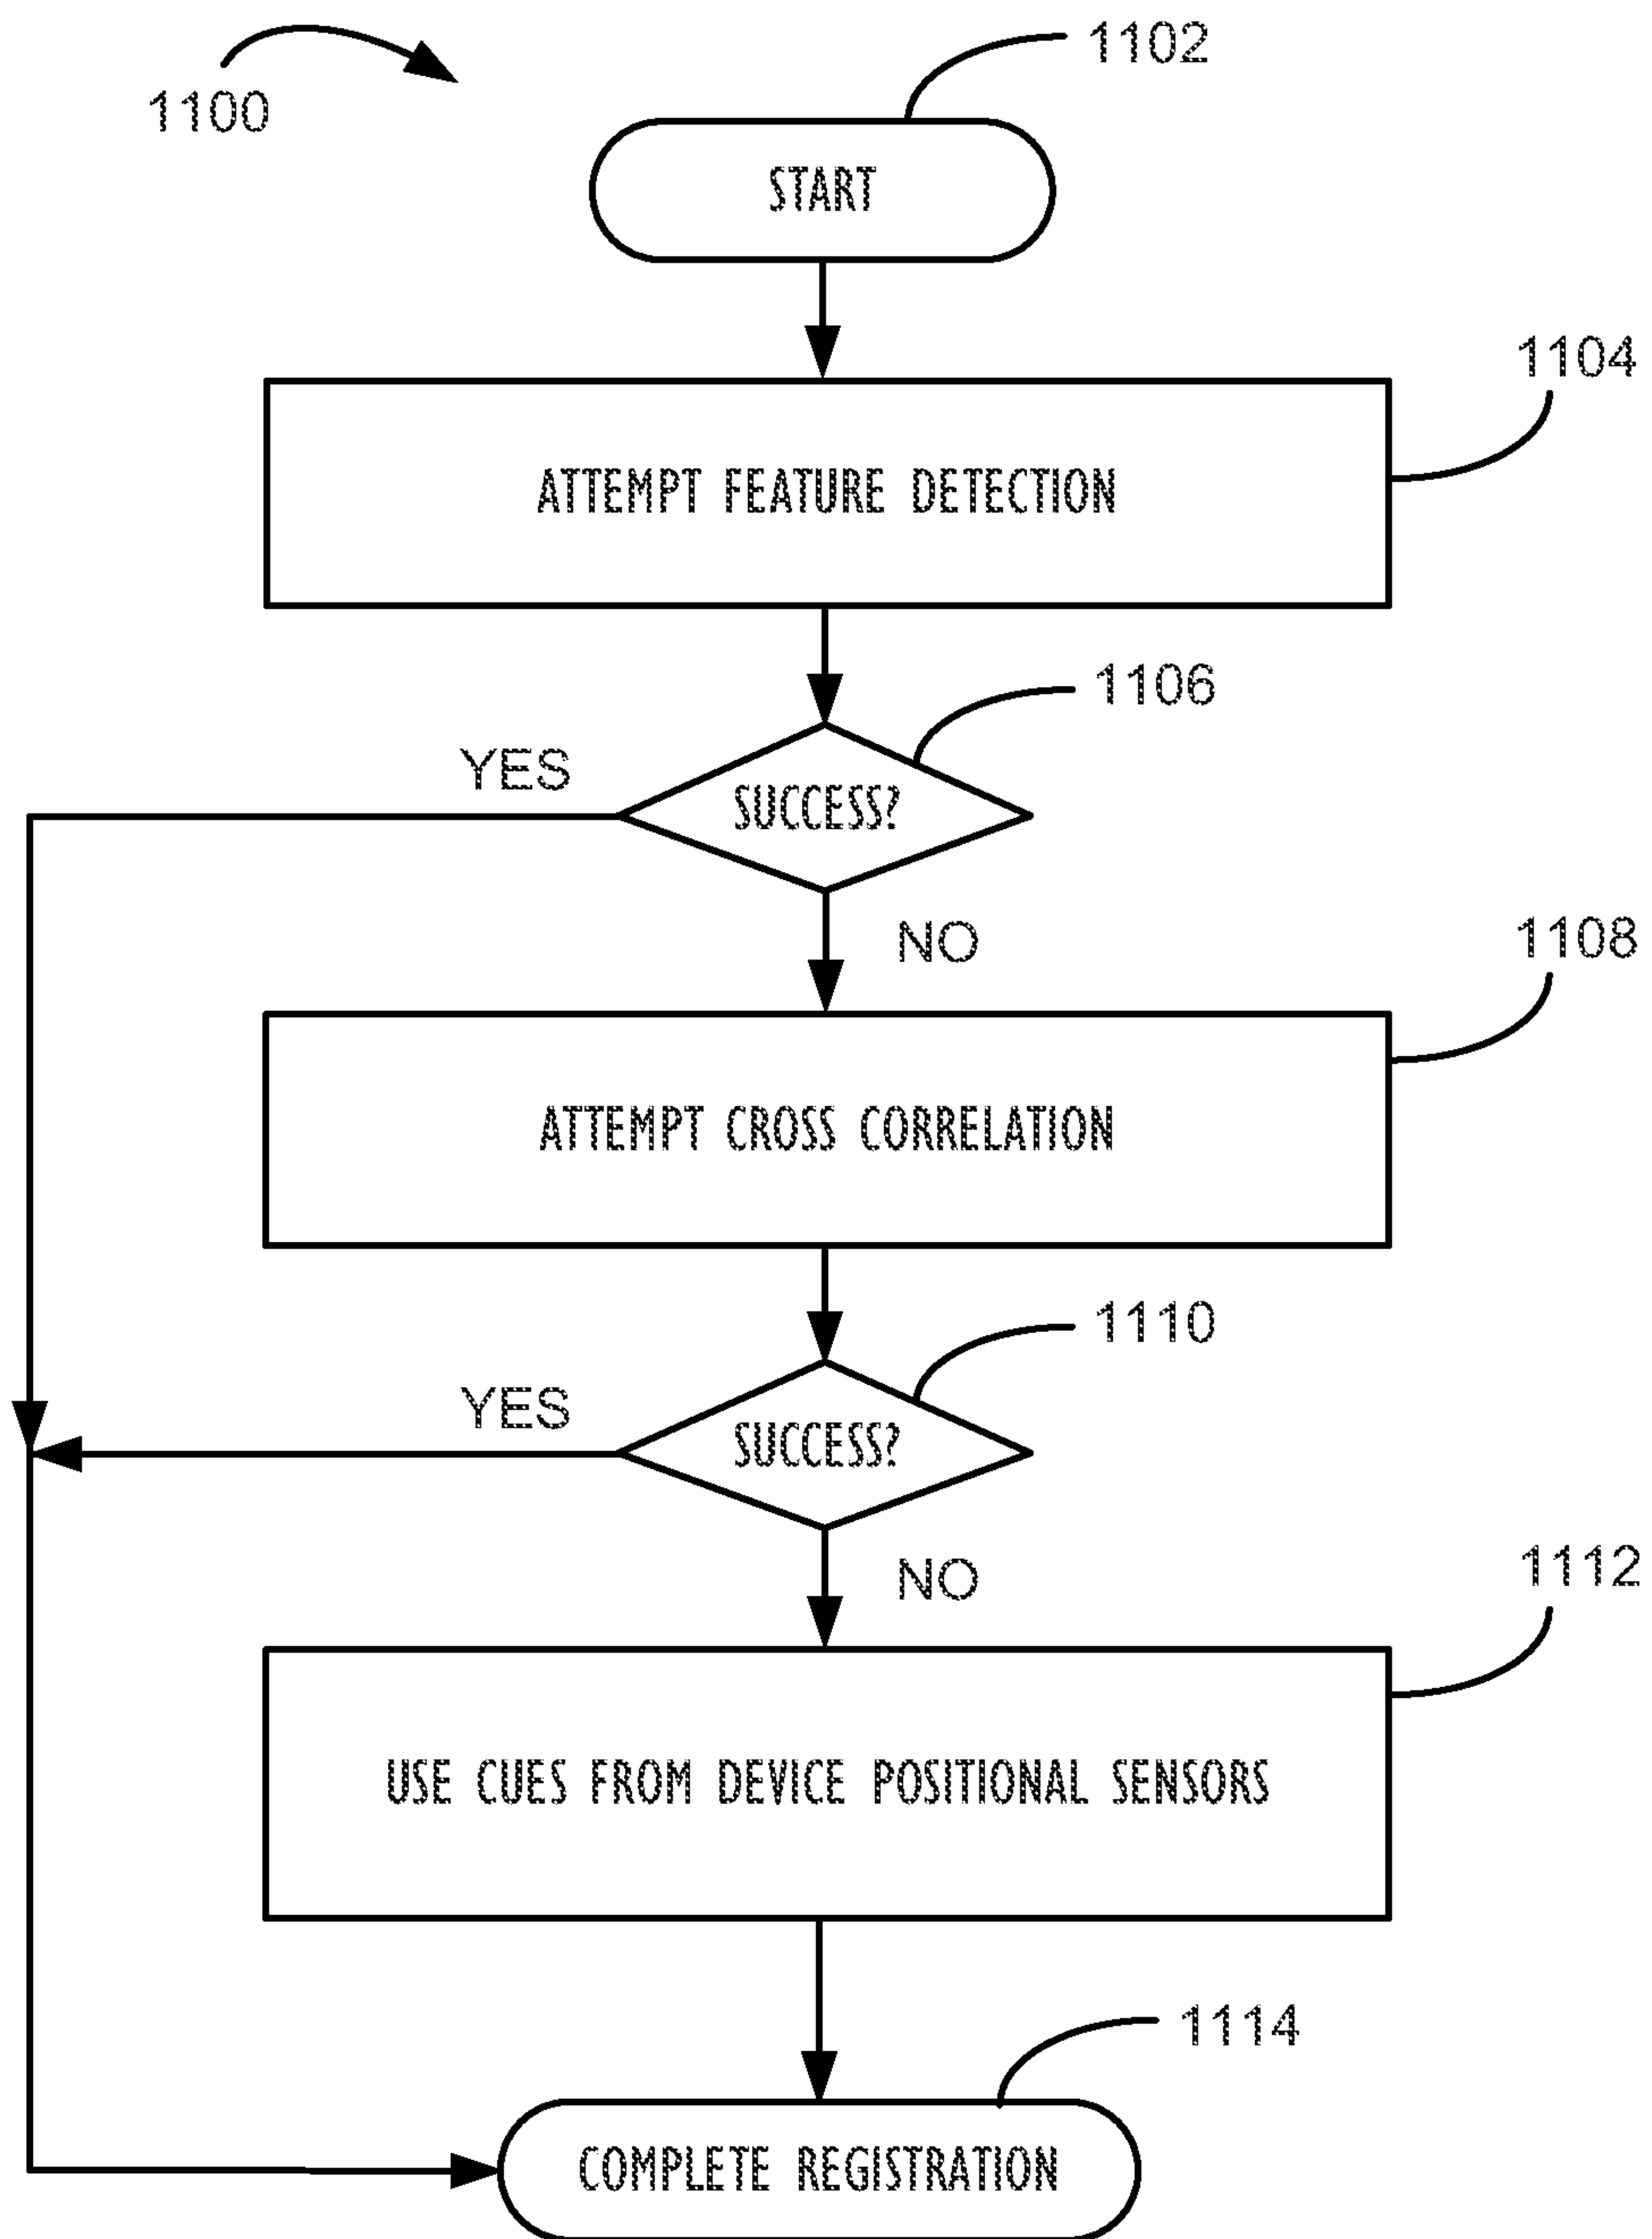 1102
1100
START
1104
ATTEMPT FEATURE DETECTION
1106
YES
SUCCESS?
NO
1108
ATTEMPT CROSS CORRELATION
1110
YES
SUCCESS?
NO
1112
USE CUES FROM DEVICE POSITIONAL SENSORS
1114
COMPLETE REGISTRATION